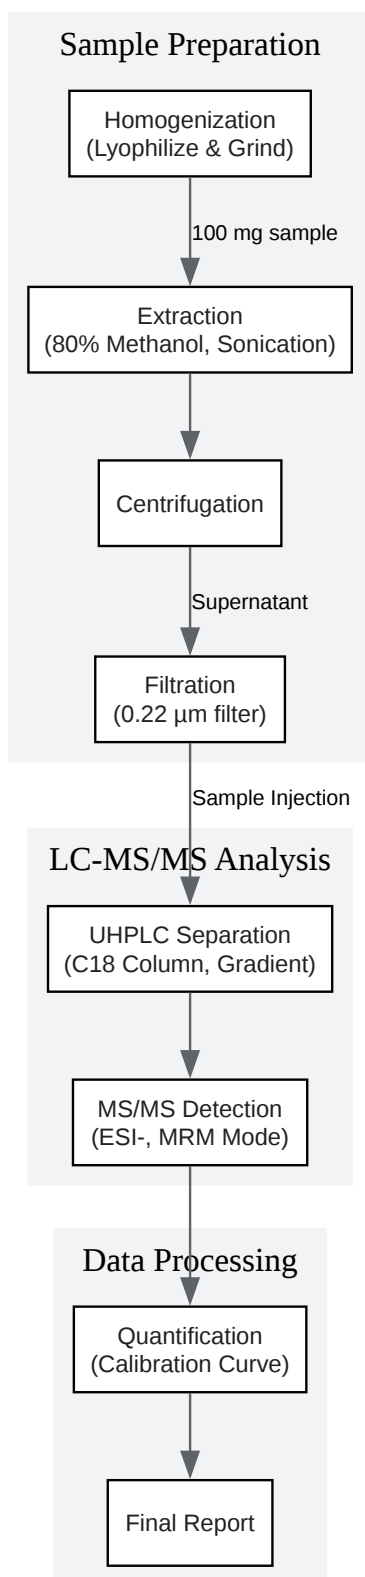 Sample Preparation
Homogenization
(Lyophilize & Grind)
100 mg sample
Extraction
(80% Methanol, Sonication)
Centrifugation
Supernatant
Filtration
(0.22 µm filter)
Sample Injection
LC-MS/MS Analysis
UHPLC Separation
(C18 Column, Gradient)
MS/MS Detection
(ESI-, MRM Mode)
Data Processing
Quantification
(Calibration Curve)
Final Report